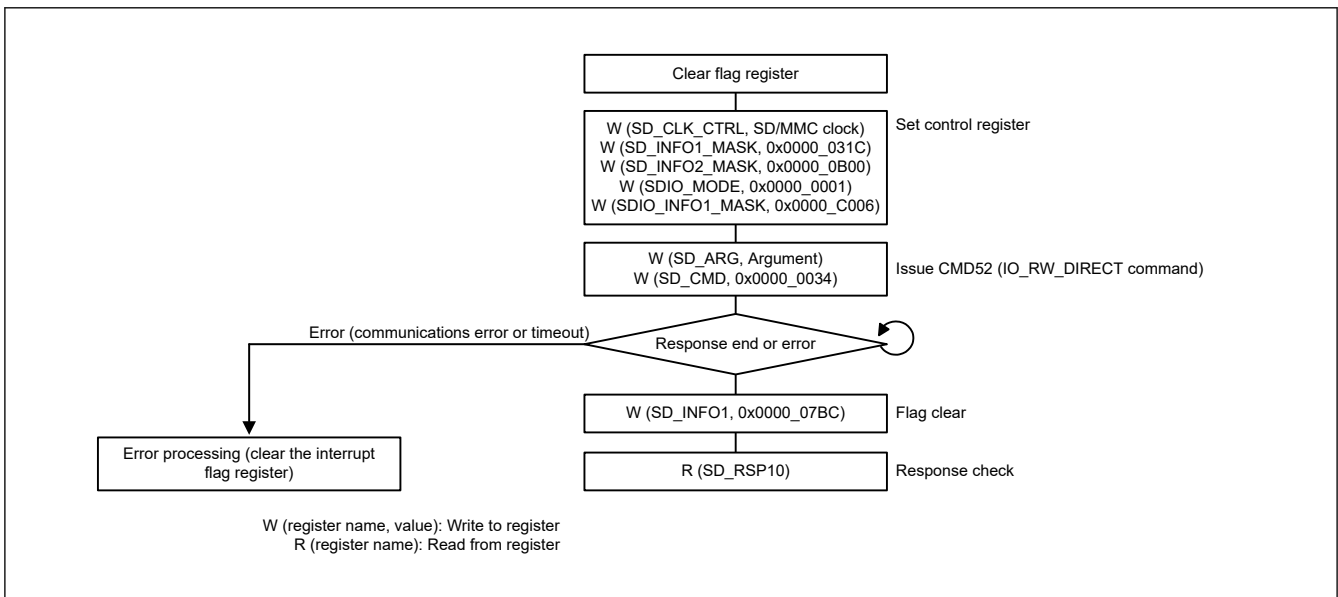 Clear flag register
W (SD_CLK_CTRL, SD/MMC clock)
W (SD_INFO1_MASK, 0x0000_031C)
W (SD_INFO2_MASK, 0x0000_0B00)
W (SDIO_MODE, 0x0000_0001)
W (SDIO_INFO1_MASK, 0x0000_C006)
Set control register
W (SD_ARG, Argument)
W (SD_CMD, 0x0000_0034)
Issue CMD52 (IO_RW_DIRECT command)
Error (communications error or timeout)
Response end or error
W (SD_INFO1, 0x0000_07BC)
Flag clear
Error processing (clear the interrupt
flag register)
R (SD_RSP10)
Response check
W (register name, value): Write to register
R (register name): Read from register